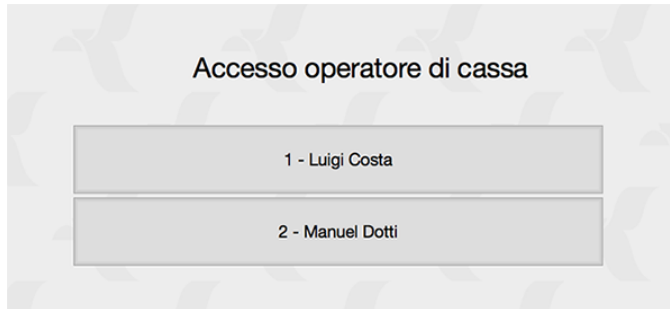 Accesso operatore di cassa
1 - Luigi Costa
2 - Manuel Dotti